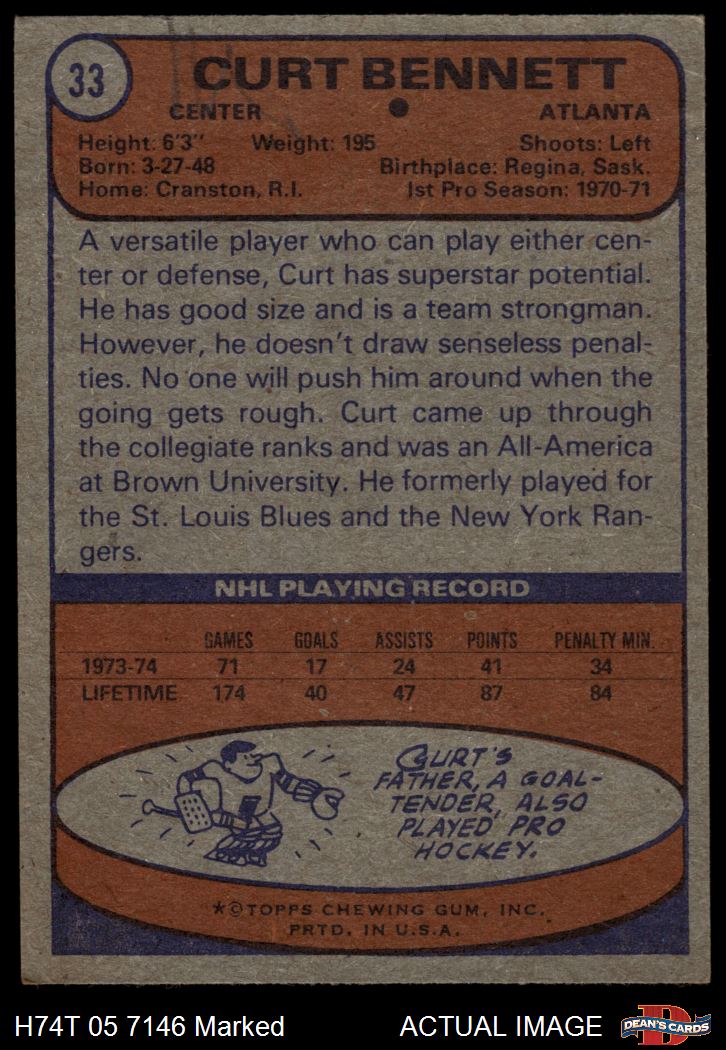 33
CURT BENNETT
CENTER ATLANTA
Height: 6'3" Weight: 195 Shoots: Left
Born: 3-27-48 Birthplace: Regina, Sask.
Home: Cranston, R.I. 1st Pro Season: 1970-71
A versatile player who can play either cen-
ter or defense, Curt has superstar potential.
He has good size and is a team strongman.
However, he doesn't draw senseless penal-
ties. No one will push him around when the
going gets rough. Curt came up through
the collegiate ranks and was an All-America
at Brown University. He formerly played for
the St. Louis Blues and the New York Ran-
gers.
NHL PLAYING RECORD
GAMES GOALS ASSISTS POINTS PENALTY MIN.
1973-74 71 17 24 41 34
LIFETIME 174 40 47 87 84
CURT'S
FATHER, A GOAL-
TENDER, ALSO
PLAYED PRO
HOCKEY.
*©TOPPS CHEWING GUM, INC.
PRTD. IN U.S.A.
H74T 05 7146 Marked ACTUAL IMAGE
D
DEAN'S CARDS